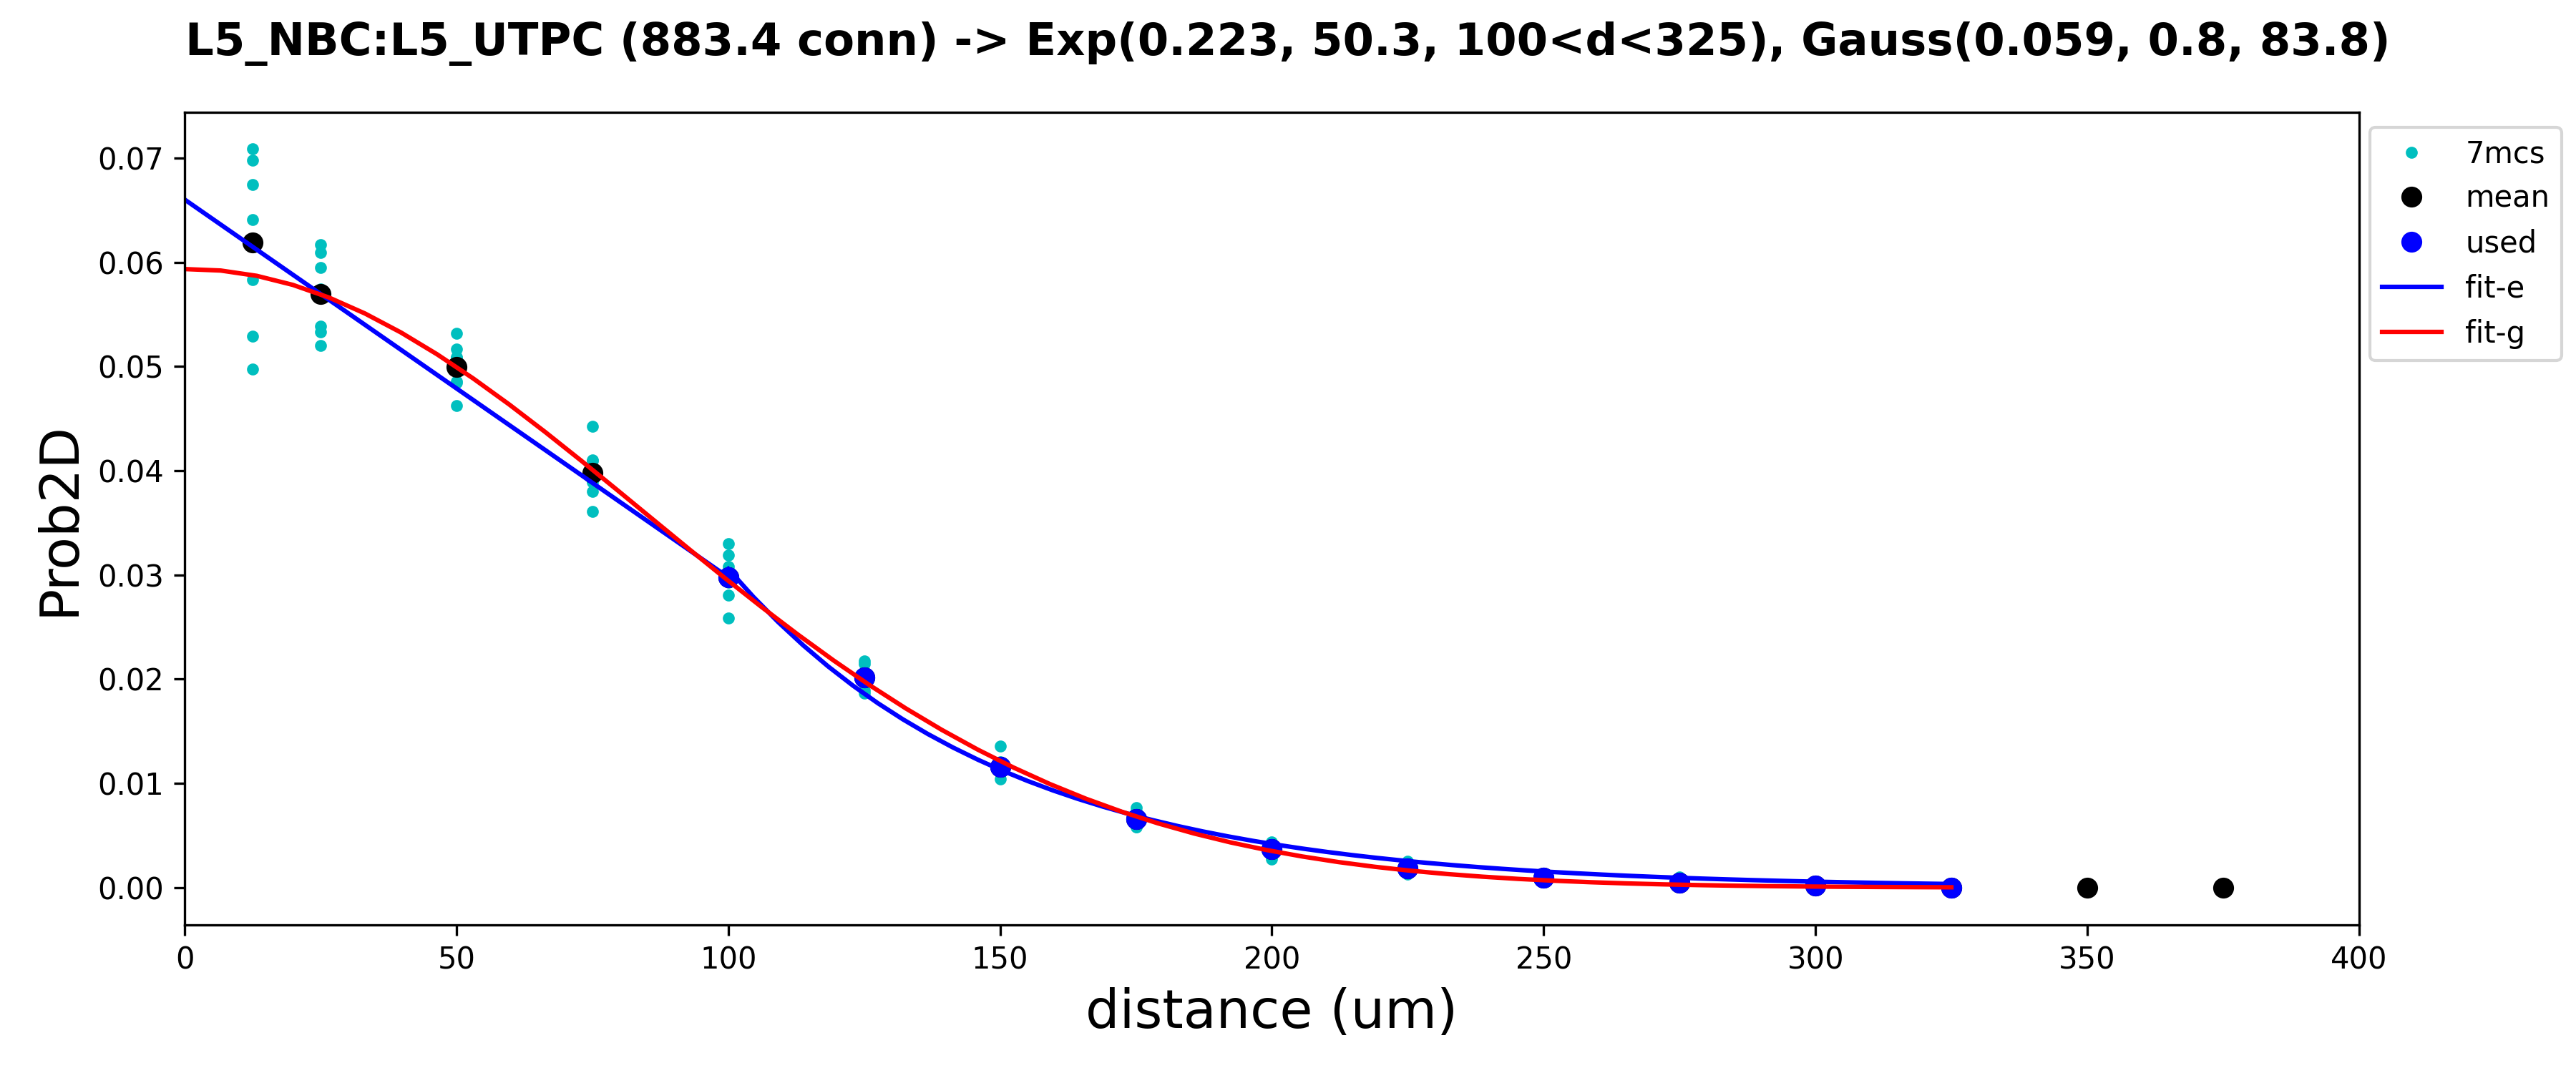 L5_NBC:L5_UTPC (883.4 conn) -> Exp(0.223, 50.3, 100<d<325), Gauss(0.059, 0.8, 83.8)
0.07
0.06
0.05
0.04
0.03
0.02
0.01
0.00
Prob2D
0 50 100 150 200 250 300 350 400
distance (um)
7mcs
mean
used
fit-e
fit-g